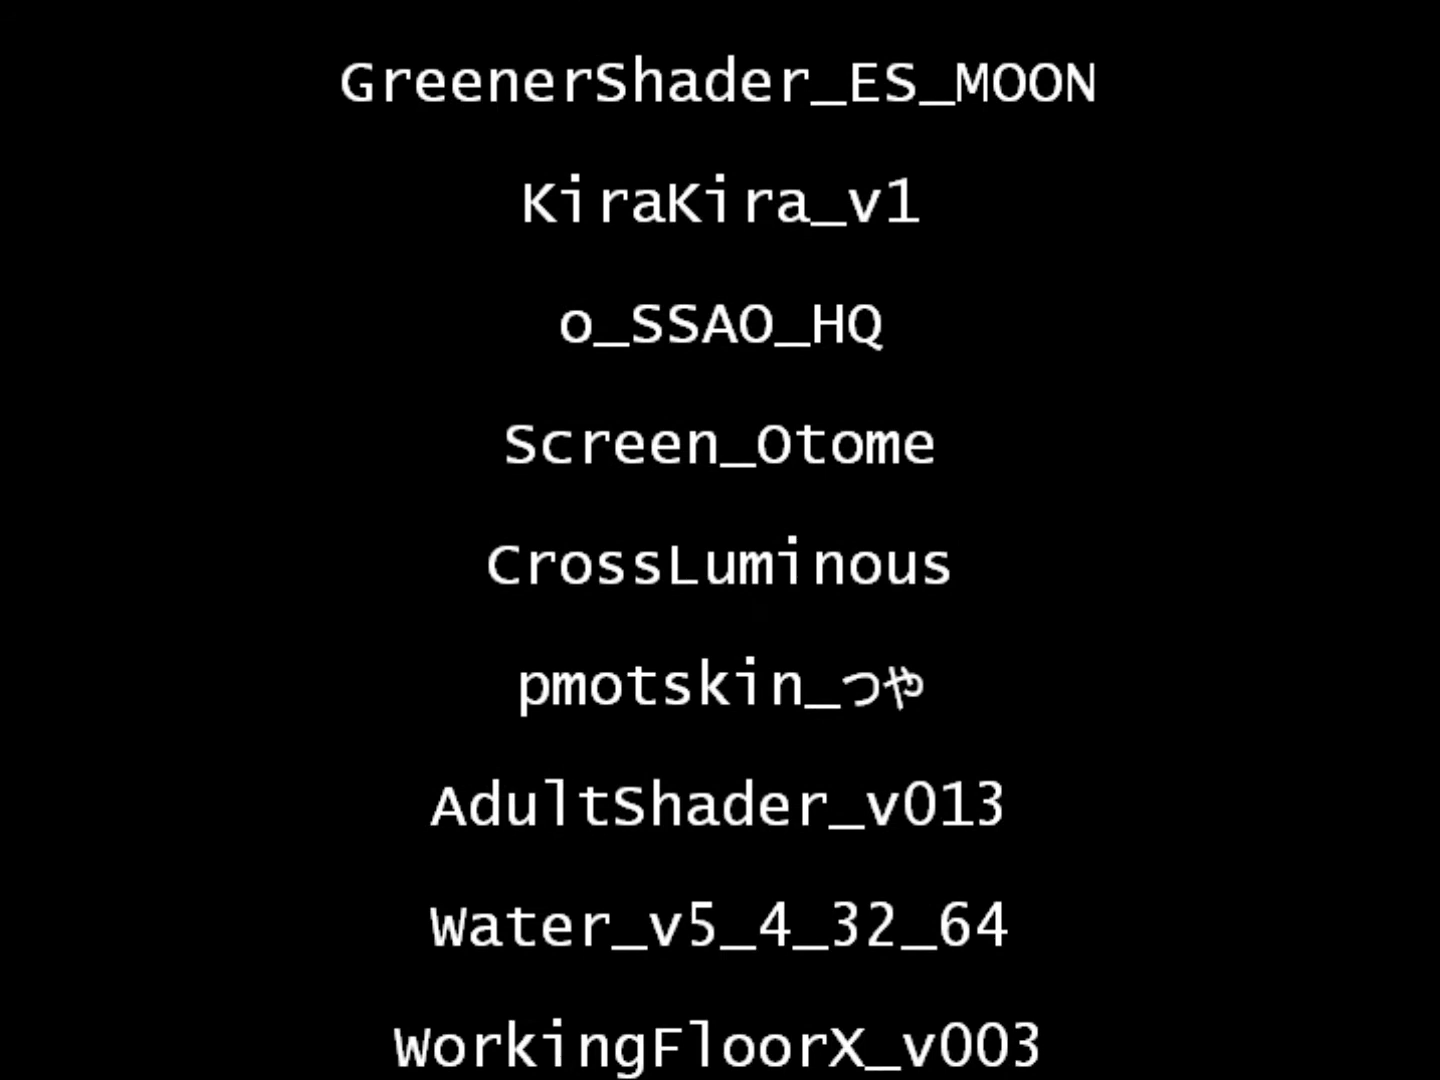 GreenerShader_ES_MOON
KiraKira_v1
o_SSAO_HQ
Screen_Otome
CrossLuminous
pmotskin_つや
AdultShader_v013
Water_v5_4_32_64
WorkingFloorX_v003